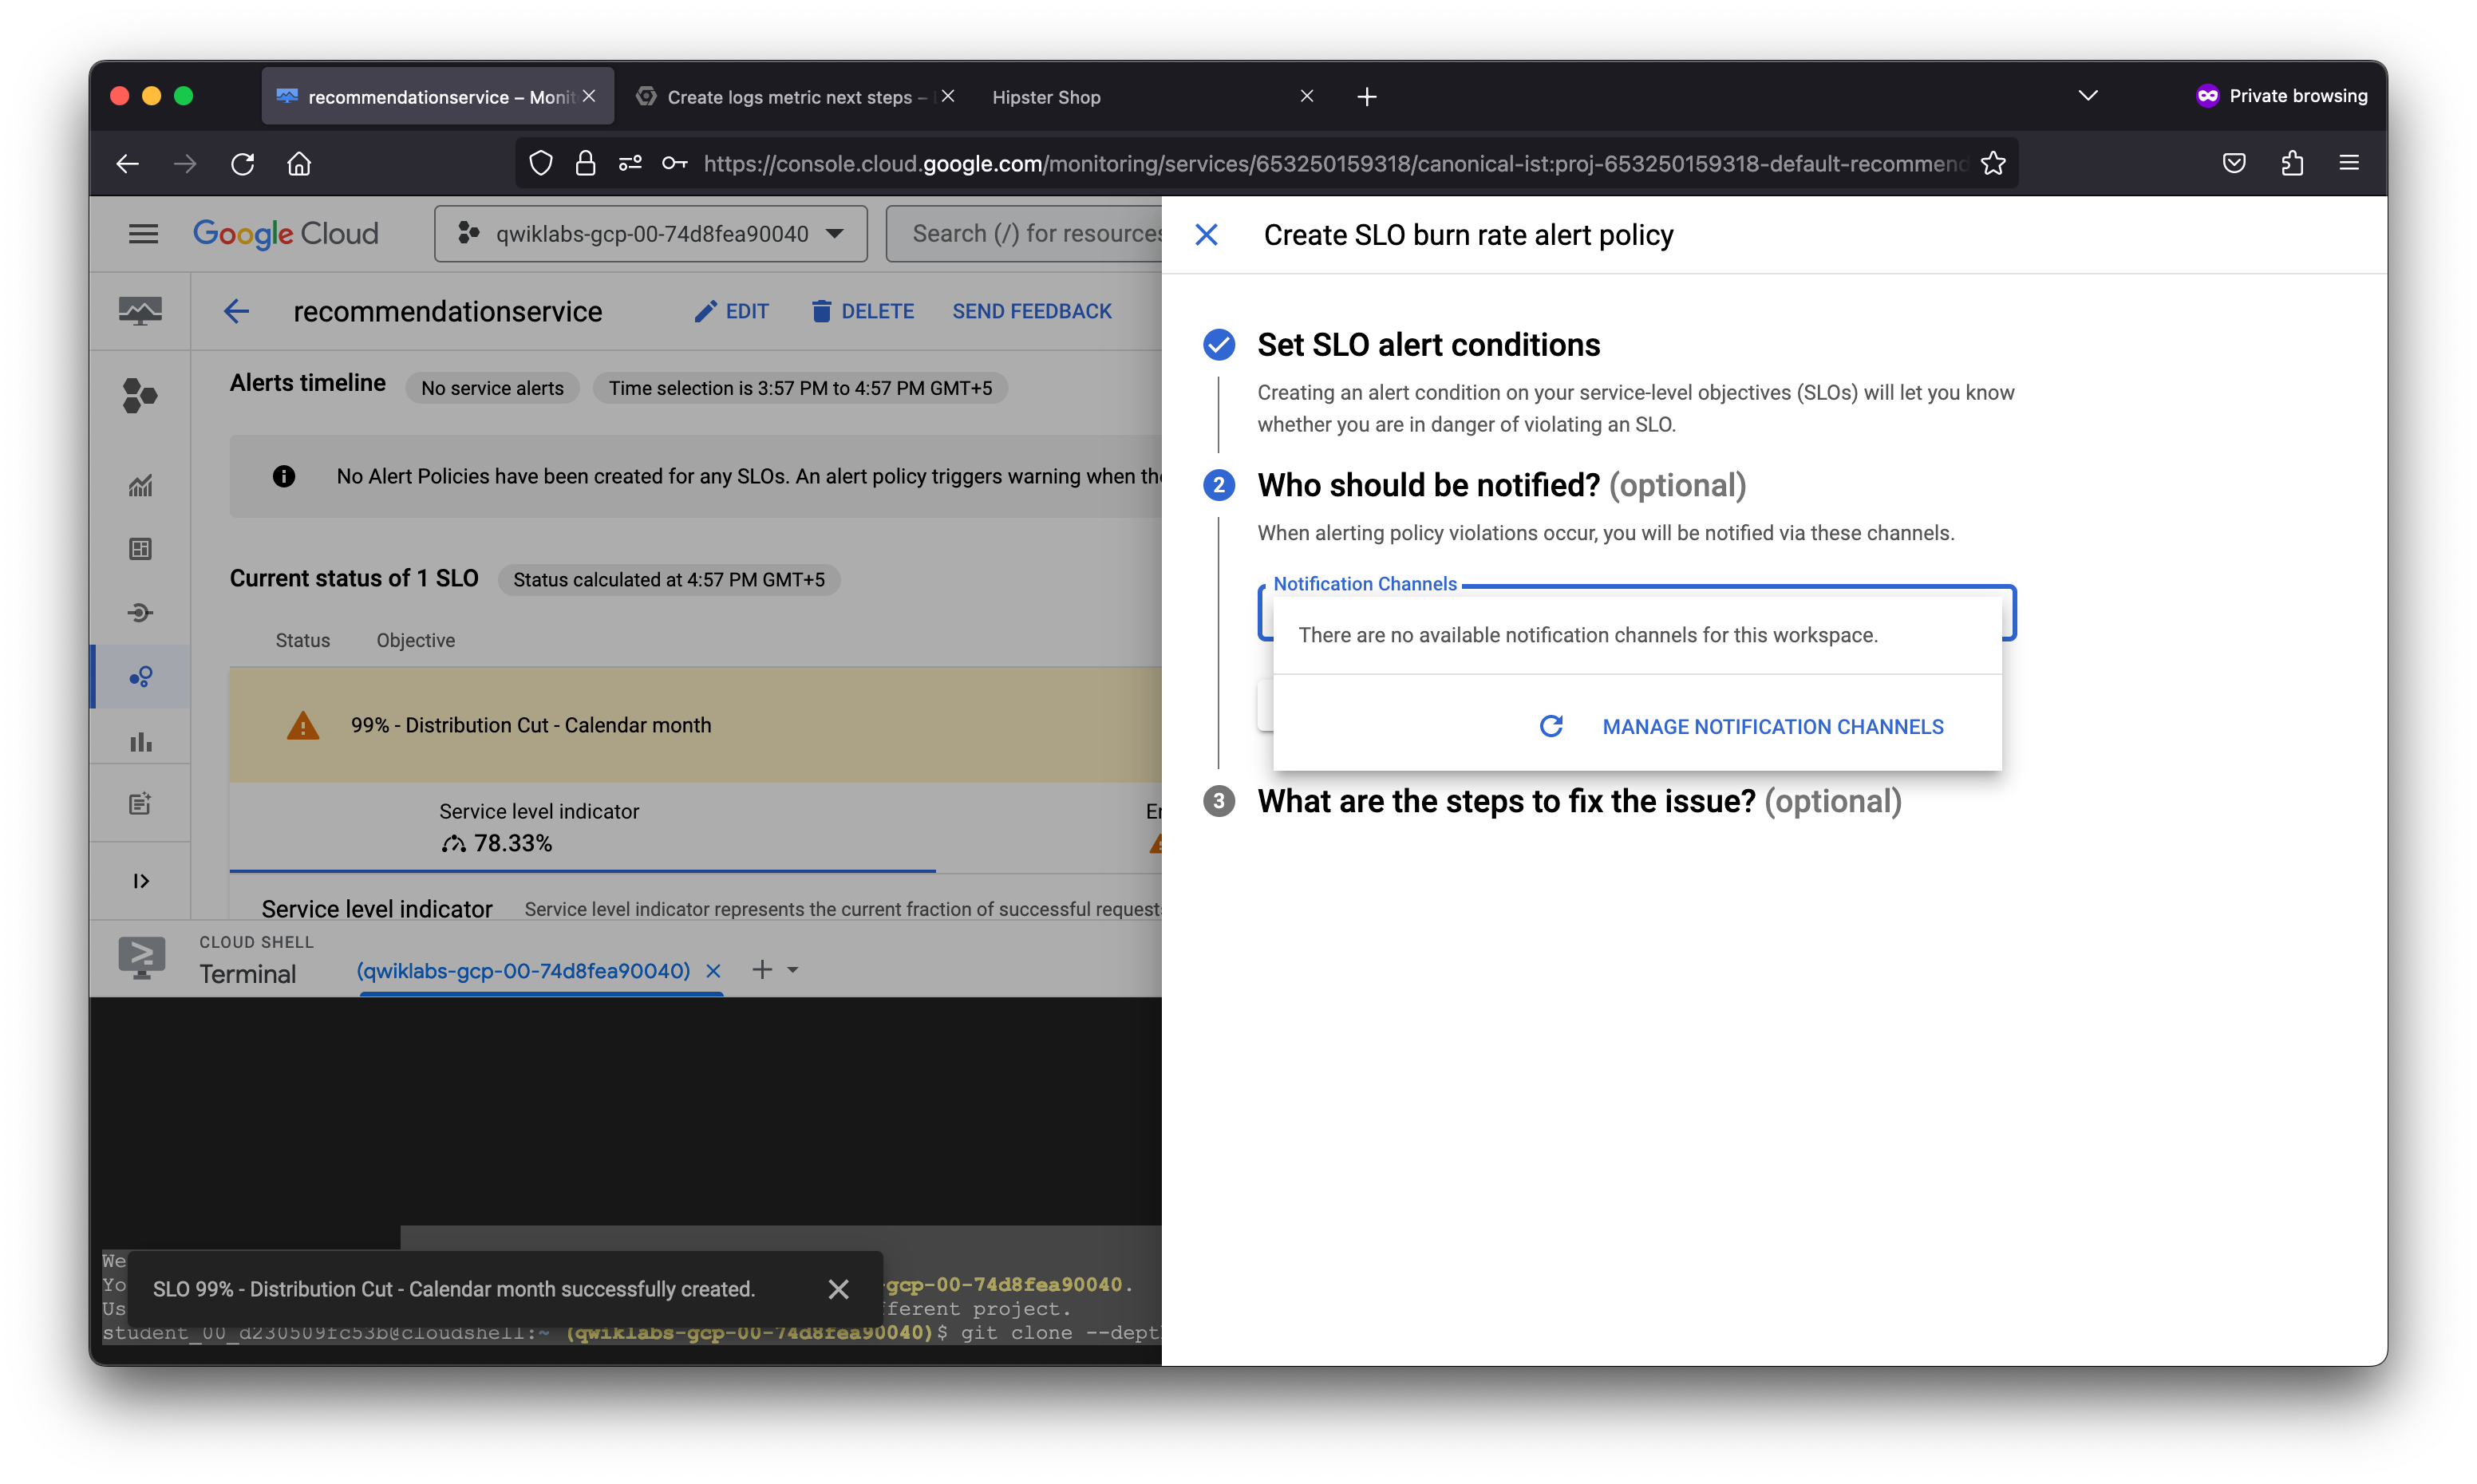 recommendationservice – Monit
Create logs metric next steps –
Hipster Shop
Private browsing
https://console.cloud.google.com/monitoring/services/653250159318/canonical-ist:proj-653250159318-default-recommend
Google Cloud
qwiklabs-gcp-00-74d8fea90040
Search (/) for resources
Create SLO burn rate alert policy
recommendationservice
EDIT
DELETE
SEND FEEDBACK
Alerts timeline
No service alerts
Time selection is 3:57 PM to 4:57 PM GMT+5
No Alert Policies have been created for any SLOs. An alert policy triggers warning when the
Current status of 1 SLO
Status calculated at 4:57 PM GMT+5
Status
Objective
99% - Distribution Cut - Calendar month
Service level indicator
78.33%
Er
Service level indicator
Service level indicator represents the current fraction of successful requests
Set SLO alert conditions
Creating an alert condition on your service-level objectives (SLOs) will let you know
whether you are in danger of violating an SLO.
2
Who should be notified? (optional)
When alerting policy violations occur, you will be notified via these channels.
Notification Channels
There are no available notification channels for this workspace.
MANAGE NOTIFICATION CHANNELS
3
What are the steps to fix the issue? (optional)
CLOUD SHELL
Terminal
(qwiklabs-gcp-00-74d8fea90040)
We
Yo
-gcp-00-74d8fea90040.
Us
fferent project.
student_00_d230509fc53b@cloudshell:~ (qwiklabs-gcp-00-74d8fea90040)$ git clone --dept
SLO 99% - Distribution Cut - Calendar month successfully created.